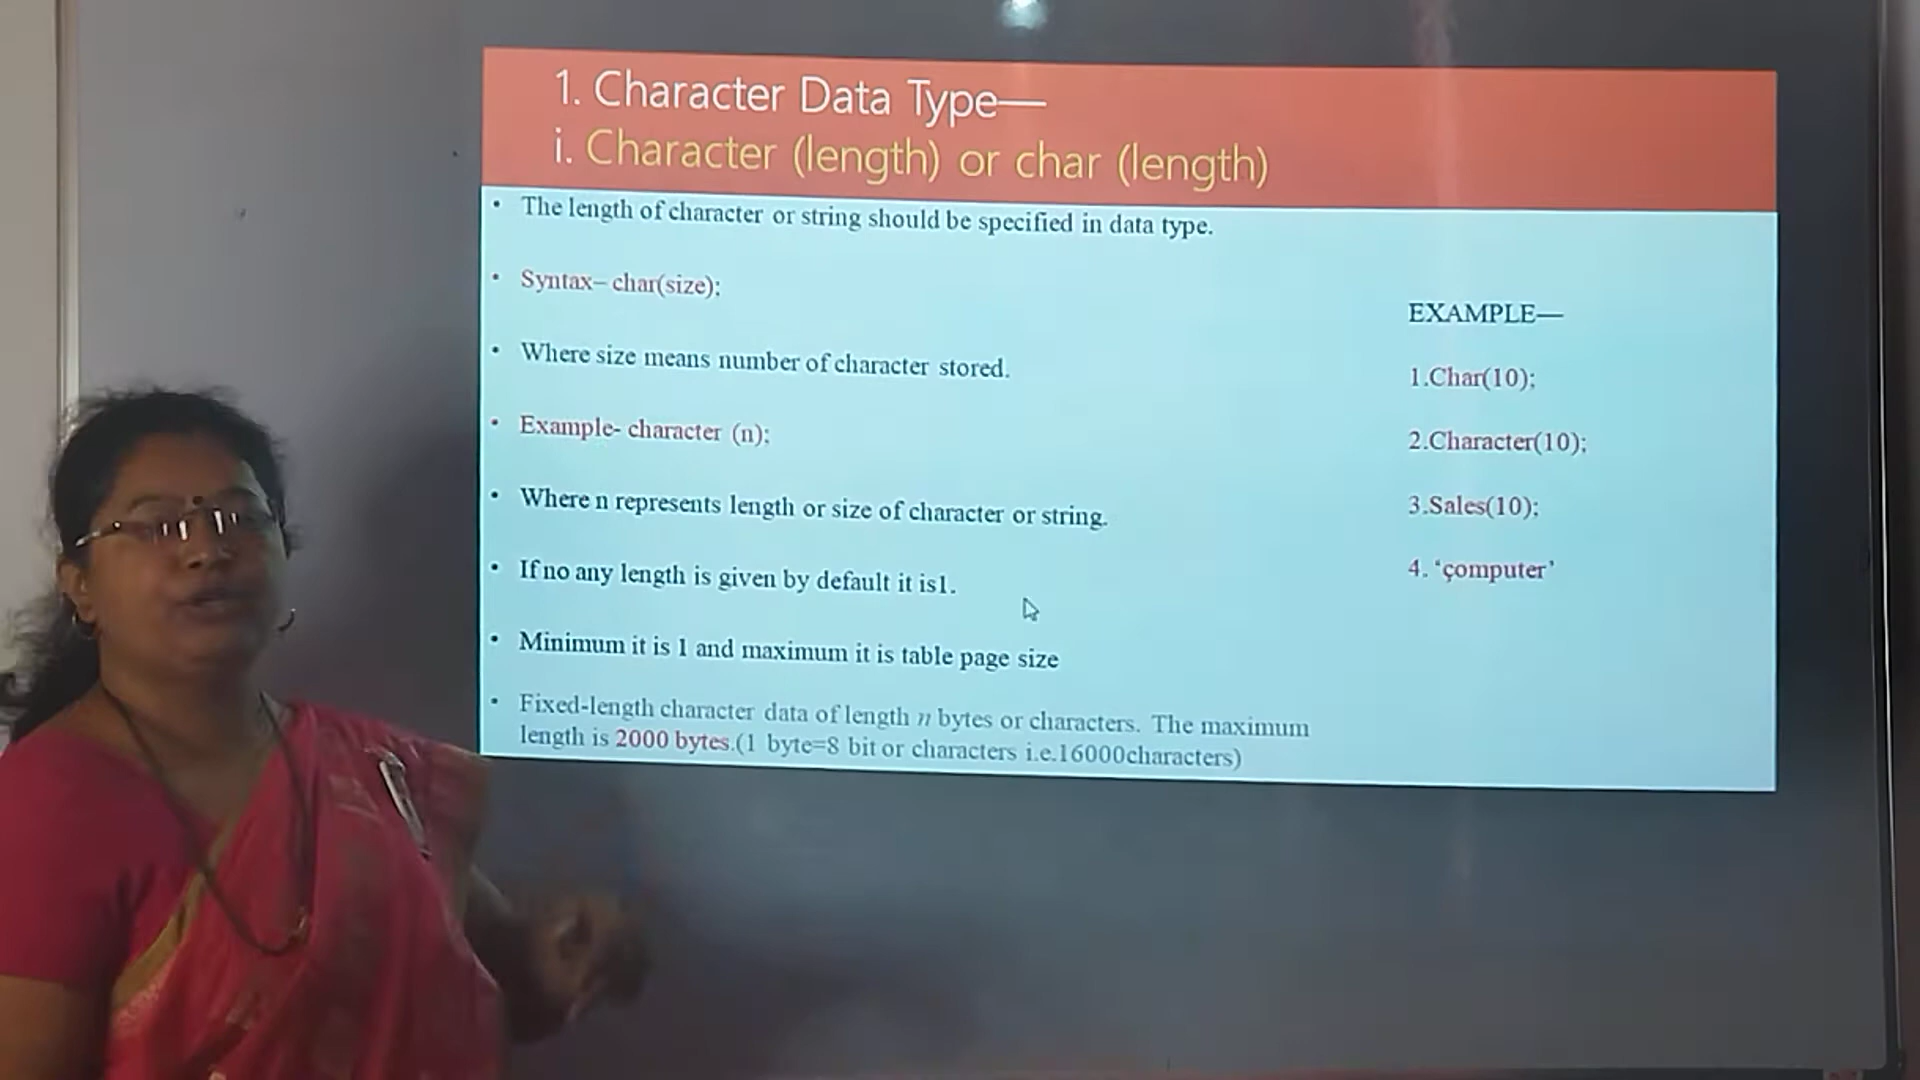 1. Character Data Type—
i. Character (length) or char (length)
• The length of character or string should be specified in data type.
• Syntax– char(size);
• Where size means number of character stored.
• Example- character (n);
• Where n represents length or size of character or string.
• If no any length is given by default it is1.
• Minimum it is 1 and maximum it is table page size
• Fixed-length character data of length n bytes or characters. The maximum
length is 2000 bytes.(1 byte=8 bit or characters i.e.16000characters)
EXAMPLE—
1.Char(10);
2.Character(10);
3.Sales(10);
4. ‘çomputer’